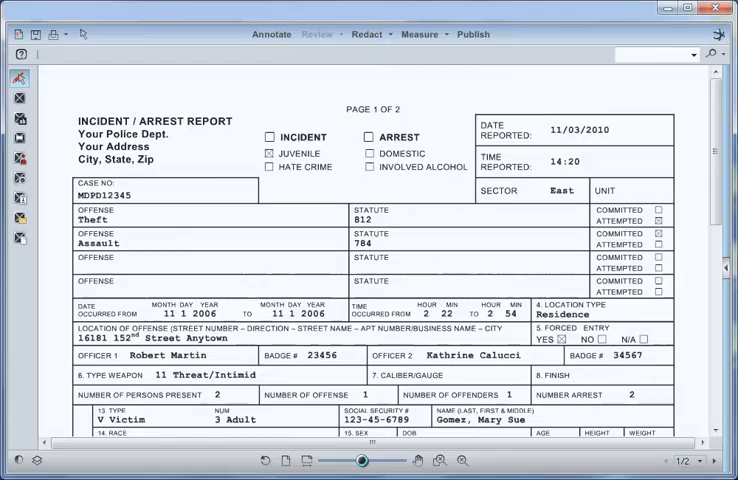 Annotate Review Redact Measure Publish
PAGE 1 OF 2
INCIDENT / ARREST REPORT
Your Police Dept.
Your Address
City, State, Zip
INCIDENT ARREST
JUVENILE DOMESTIC
HATE CRIME INVOLVED ALCOHOL
DATE REPORTED: 11/03/2010
TIME REPORTED: 14:20
SECTOR East UNIT
CASE NO:
MDPD12345
OFFENSE STATUTE COMMITTED
Theft 812 ATTEMPTED
OFFENSE STATUTE COMMITTED
Assault 784 ATTEMPTED
OFFENSE STATUTE COMMITTED
ATTEMPTED
OFFENSE STATUTE COMMITTED
ATTEMPTED
DATE MONTH DAY YEAR MONTH DAY YEAR TIME HOUR MIN HOUR MIN 4. LOCATION TYPE
OCCURRED FROM 11 1 2006 TO 11 1 2006 OCCURRED FROM 2 22 TO 2 54 Residence
LOCATION OF OFFENSE (STREET NUMBER – DIRECTION – STREET NAME – APT NUMBER/BUSINESS NAME – CITY 5. FORCED ENTRY
16181 152nd Street Anytown YES NO N/A
OFFICER 1 Robert Martin BADGE # 23456 OFFICER 2 Kathrine Calucci BADGE # 34567
6. TYPE WEAPON 11 Threat/Intimid 7. CALIBER/GAUGE 8. FINISH
NUMBER OF PERSONS PRESENT 2 NUMBER OF OFFENSE 1 NUMBER OF OFFENDERS 1 NUMBER ARREST 2
13. TYPE NUM SOCIAL SECURITY # NAME (LAST, FIRST & MIDDLE)
V Victim 3 Adult 123-45-6789 Gomez, Mary Sue
14. RACE 15. SEX DOB AGE HEIGHT WEIGHT
1/2